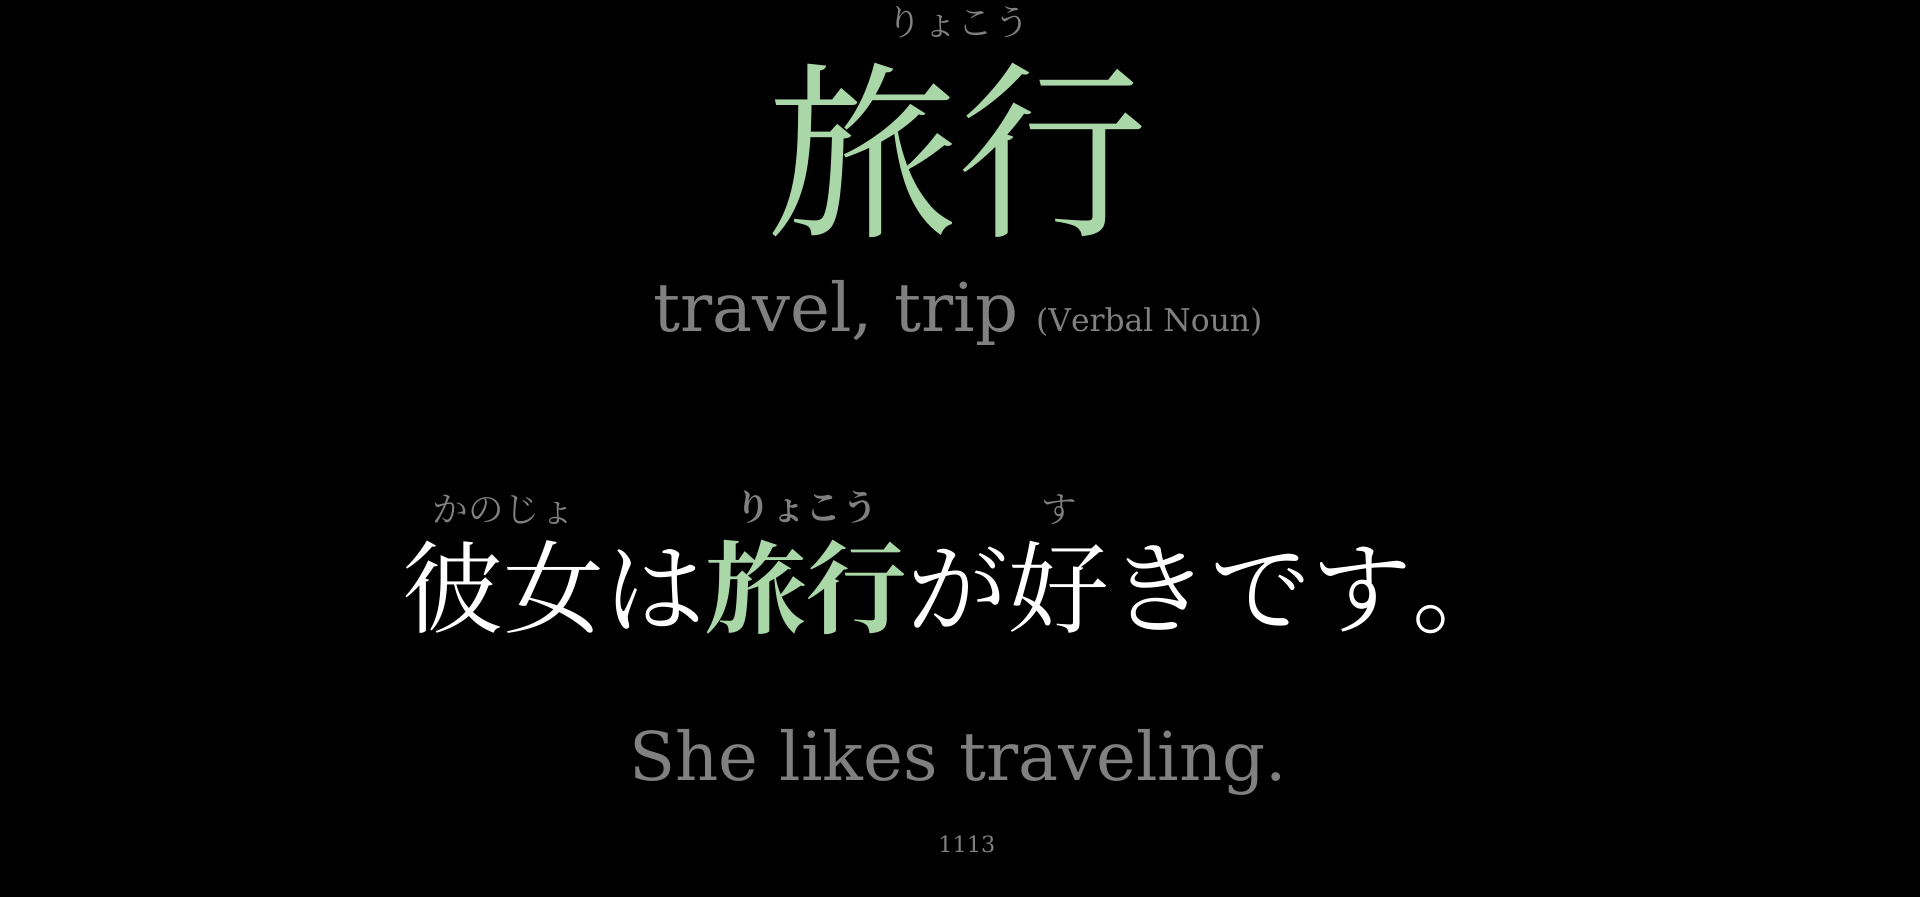 りょこう
旅行
travel, trip (Verbal Noun)
かのじょ りょこう す
彼女は旅行が好きです。
She likes traveling.
1113